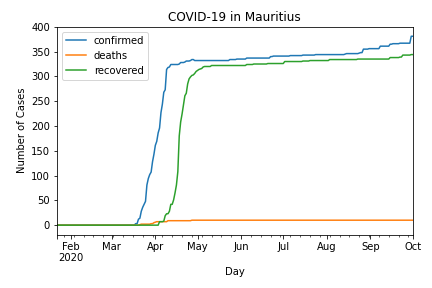 COVID-19 in Mauritius
Number of Cases
400
350
300
250
200
150
100
50
0
confirmed
deaths
recovered
Feb Mar Apr May Jun Jul Aug Sep Oct
2020
Day